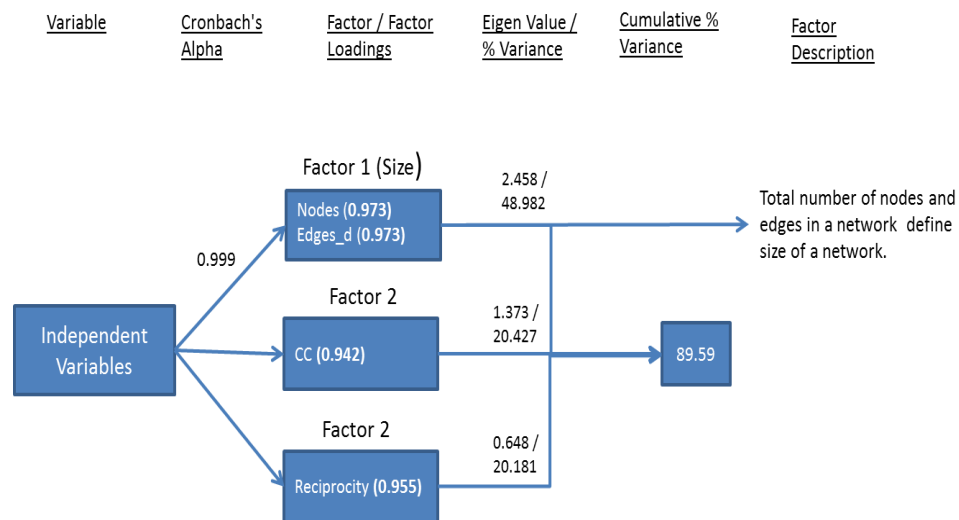 Variable
Cronbach's
Alpha
Factor / Factor
Loadings
Eigen Value /
% Variance
Cumulative %
Variance
Factor
Description
Factor 1 (Size)
Nodes (0.973)
Edges_d (0.973)
2.458 /
48.982
Total number of nodes and
edges in a network define
size of a network.
0.999
Independent
Variables
Factor 2
CC (0.942)
1.373 /
20.427
89.59
Factor 2
Reciprocity (0.955)
0.648 /
20.181